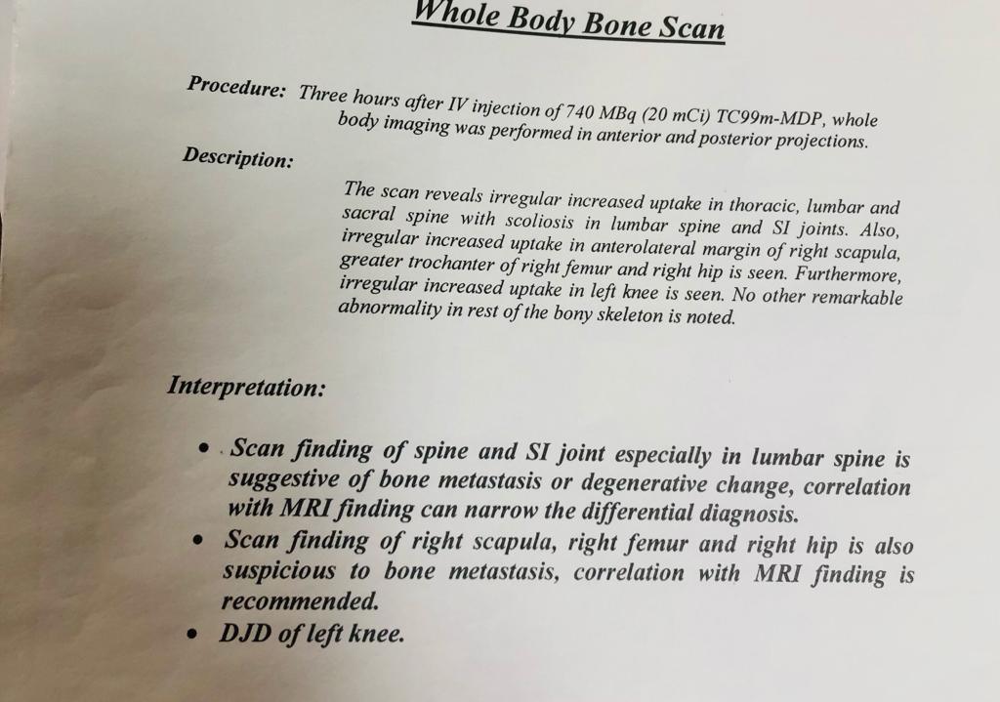 Whole Body Bone Scan
Procedure: Three hours after IV injection of 740 MBq (20 mCi) TC99m-MDP, whole
body imaging was performed in anterior and posterior projections.
Description:
The scan reveals irregular increased uptake in thoracic, lumbar and
sacral spine with scoliosis in lumbar spine and SI joints. Also,
irregular increased uptake in anterolateral margin of right scapula,
greater trochanter of right femur and right hip is seen. Furthermore,
irregular increased uptake in left knee is seen. No other remarkable
abnormality in rest of the bony skeleton is noted.
Interpretation:
• Scan finding of spine and SI joint especially in lumbar spine is
suggestive of bone metastasis or degenerative change, correlation
with MRI finding can narrow the differential diagnosis.
• Scan finding of right scapula, right femur and right hip is also
suspicious to bone metastasis, correlation with MRI finding is
recommended.
• DJD of left knee.